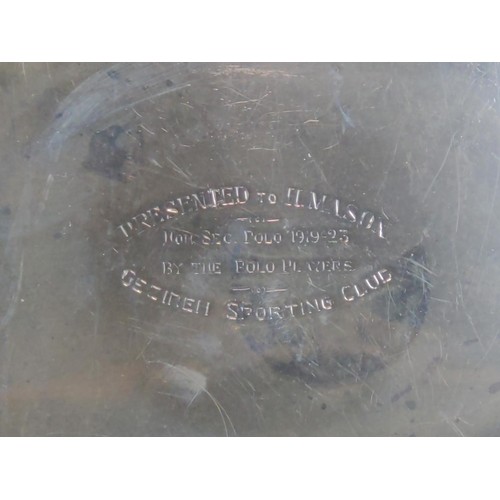 PRESENTED TO H. MASON
HON. SEC. POLO 1919-23
BY THE POLO PLAYERS
GEZIREH SPORTING CLUB